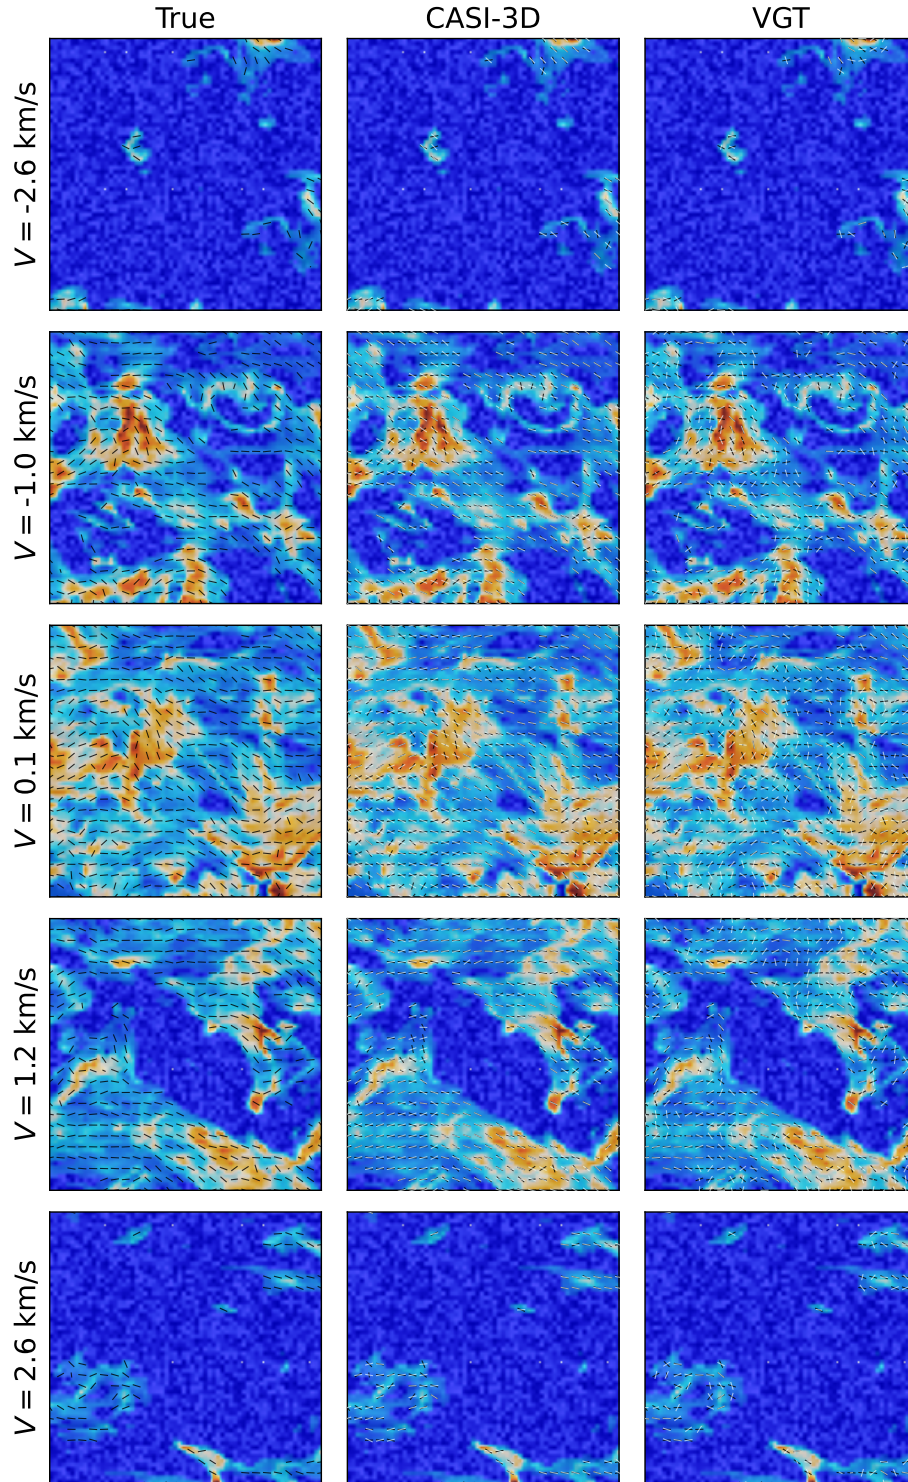 True CASI-3D VGT
V = -2.6 km/s
V = -1.0 km/s
V = 0.1 km/s
V = 1.2 km/s
V = 2.6 km/s